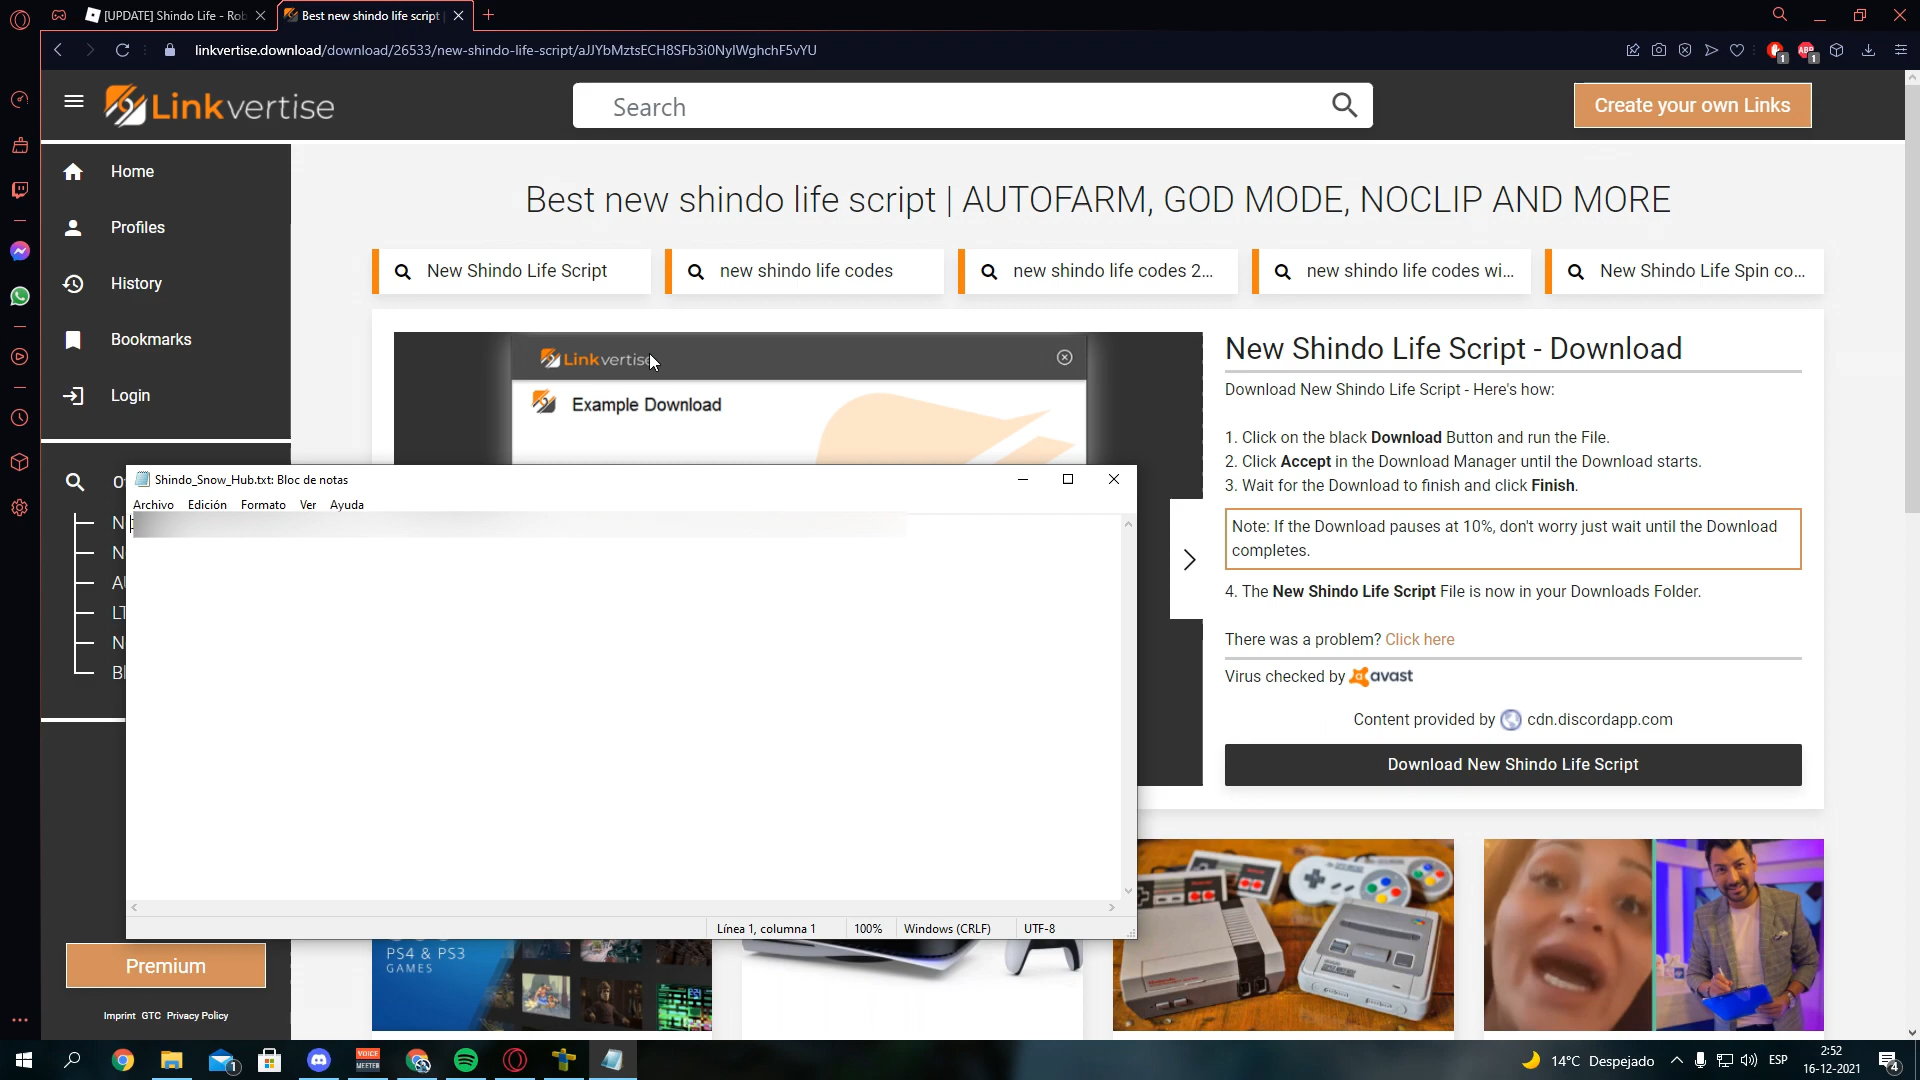 [UPDATE] Shindo Life - Rob
Best new shindo life script
linkvertise.download/download/26533/new-shindo-life-script/aJJYbMztsECH8SFb3i0NyIWghchF5vYU
ABP
1
1
Linkvertise
Search
Create your own Links
Home
Profiles
History
Bookmarks
Login
Best new shindo life script | AUTOFARM, GOD MODE, NOCLIP AND MORE
New Shindo Life Script
new shindo life codes
new shindo life codes 2...
new shindo life codes wi...
New Shindo Life Spin co...
Linkvertise
Example Download
New Shindo Life Script - Download
Download New Shindo Life Script - Here's how:
1. Click on the black Download Button and run the File.
2. Click Accept in the Download Manager until the Download starts.
3. Wait for the Download to finish and click Finish.
Note: If the Download pauses at 10%, don't worry just wait until the Download
completes.
4. The New Shindo Life Script File is now in your Downloads Folder.
There was a problem? Click here
Virus checked by avast
Content provided by cdn.discordapp.com
Download New Shindo Life Script
Shindo_Snow_Hub.txt: Bloc de notas
Archivo Edición Formato Ver Ayuda
Línea 1, columna 1
100%
Windows (CRLF)
UTF-8
PS4 & PS3
GAMES
Premium
Imprint GTC Privacy Policy
1
VOICE
MEETER
14°C Despejado
ESP
2:52
16-12-2021
4